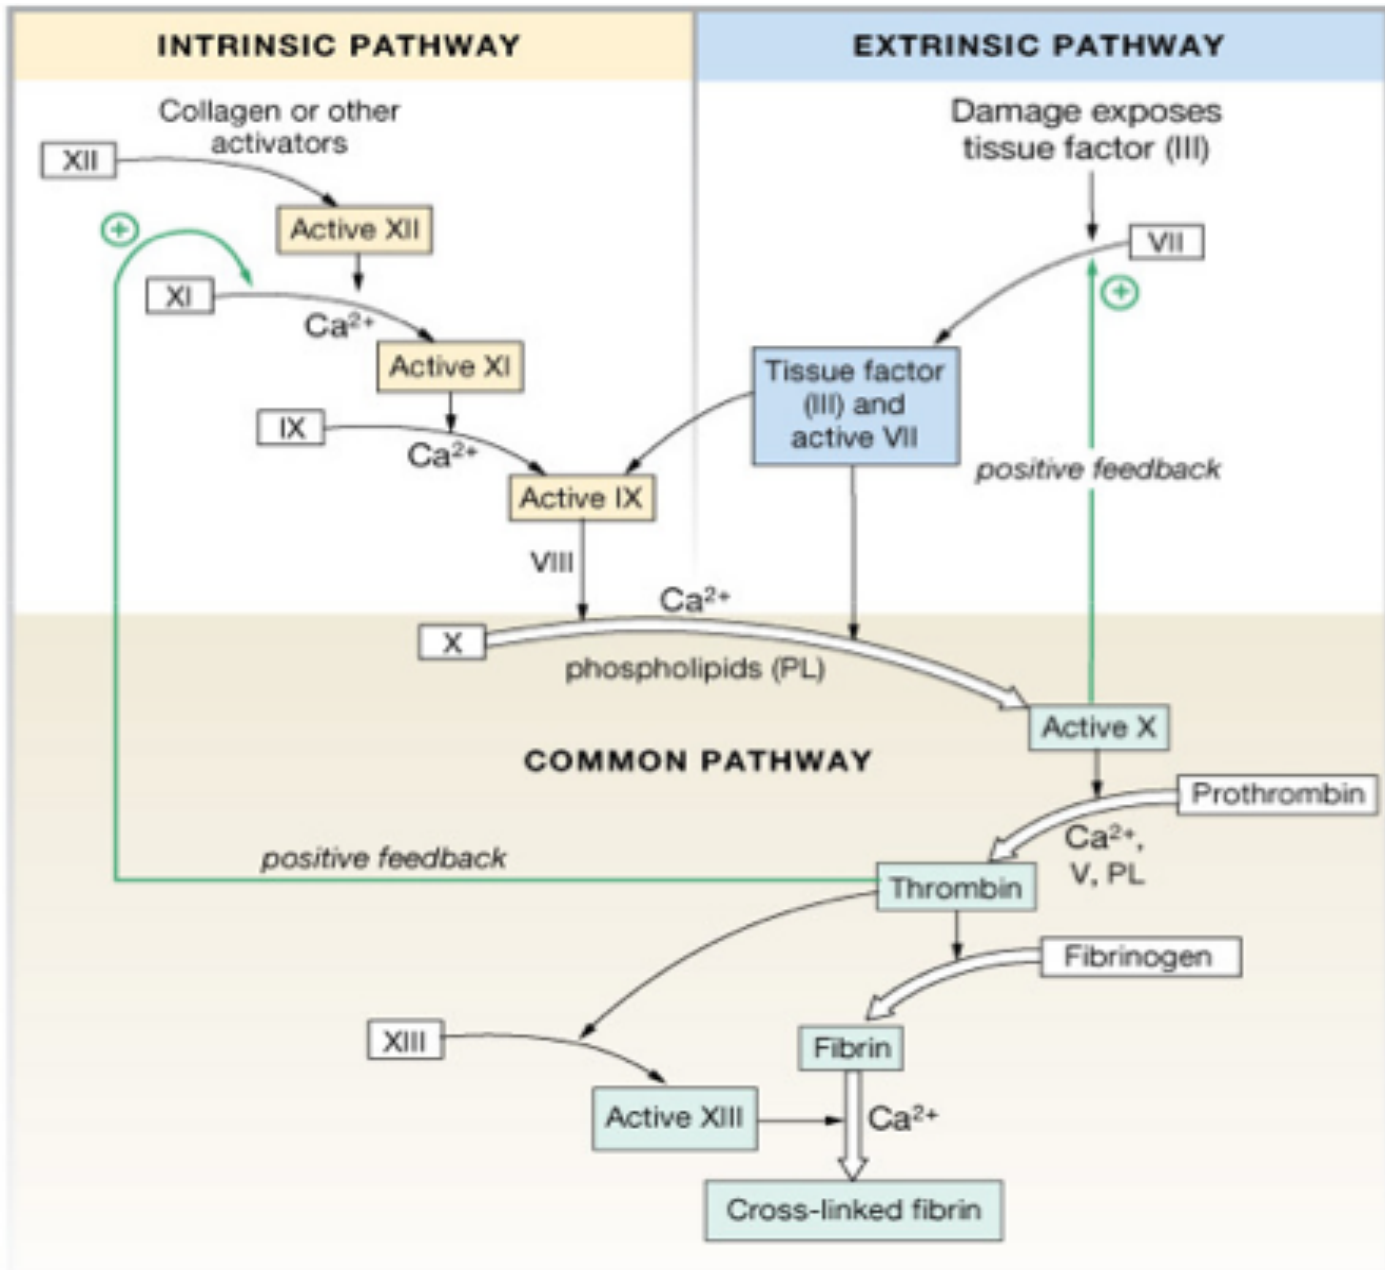 INTRINSIC PATHWAY
EXTRINSIC PATHWAY
Collagen or other
activators
XII
Active XII
+
XI
Ca²⁺
Active XI
IX
Ca²⁺
Active IX
VIII
Damage exposes
tissue factor (III)
VII
+
Tissue factor
(III) and
active VII
positive feedback
Ca²⁺
X
phospholipids (PL)
Active X
COMMON PATHWAY
Prothrombin
Ca²⁺,
V, PL
positive feedback
Thrombin
Fibrinogen
XIII
Fibrin
Active XIII
Ca²⁺
Cross-linked fibrin